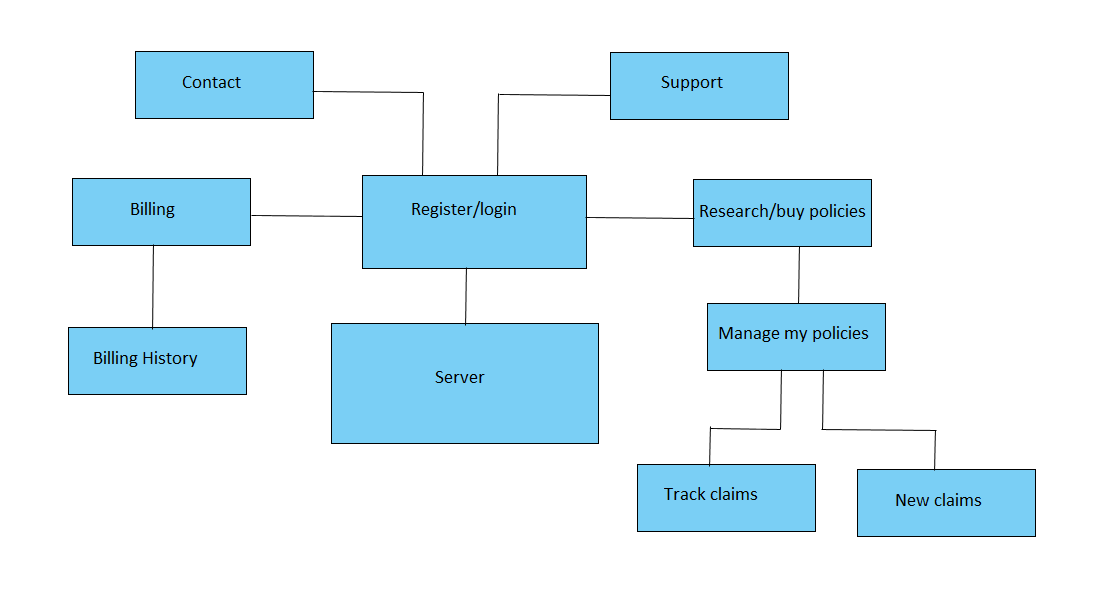 Contact
Support
Billing
Register/login
Research/buy policies
Billing History
Server
Manage my policies
Track claims
New claims